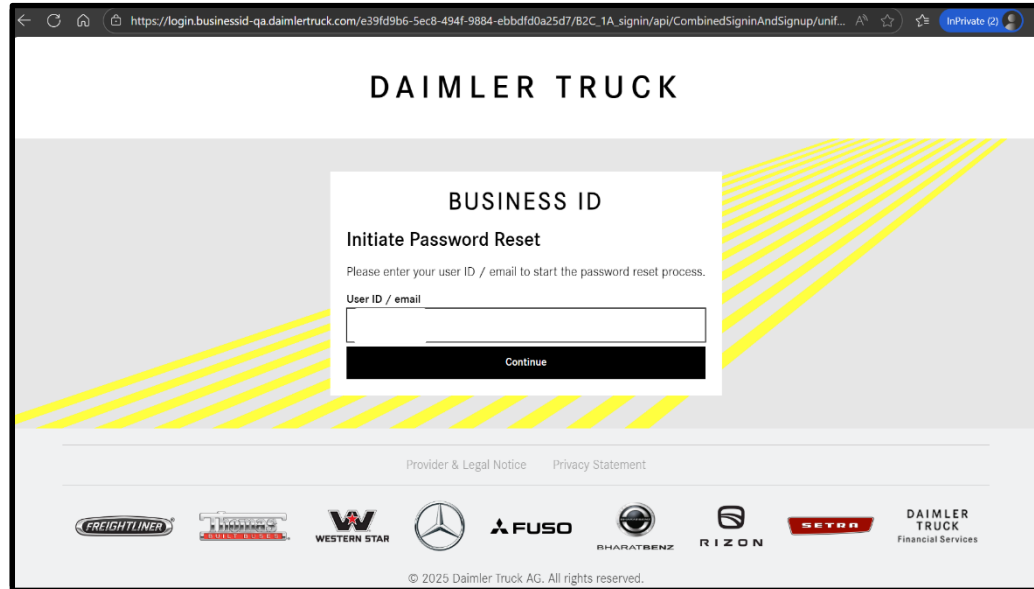 https://login.businessid-qa.daimlertruck.com/e39fd9b6-5ec8-494f-9884-ebbdfd0a25d7/B2C_1A_signin/api/CombinedSigninAndSignup/unif...
InPrivate (2)
DAIMLER TRUCK
BUSINESS ID
Initiate Password Reset
Please enter your user ID / email to start the password reset process.
User ID / email
Continue
Provider & Legal Notice Privacy Statement
FREIGHTLINER
THOMAS
BUILT BUSES
WESTERN STAR
FUSO
BHARATBENZ
RIZON
SETRA
DAIMLER
TRUCK
Financial Services
© 2025 Daimler Truck AG. All rights reserved.